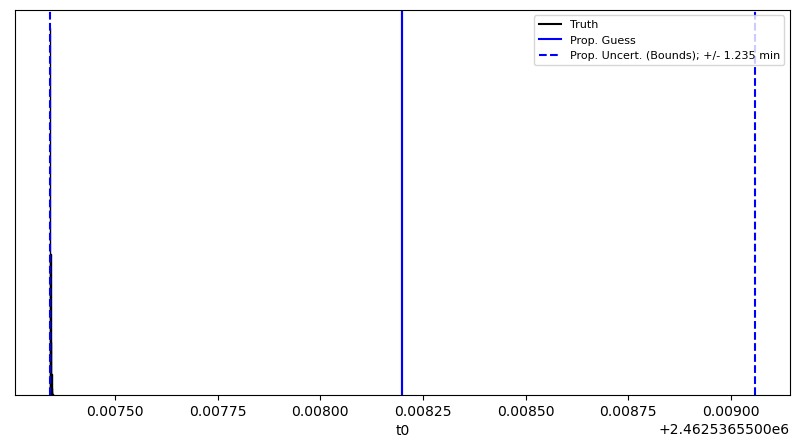 Truth
Prop. Guess
Prop. Uncert. (Bounds); +/- 1.235 min
0.00750 0.00775 0.00800 0.00825 0.00850 0.00875 0.00900
t0 +2.4625365500e6